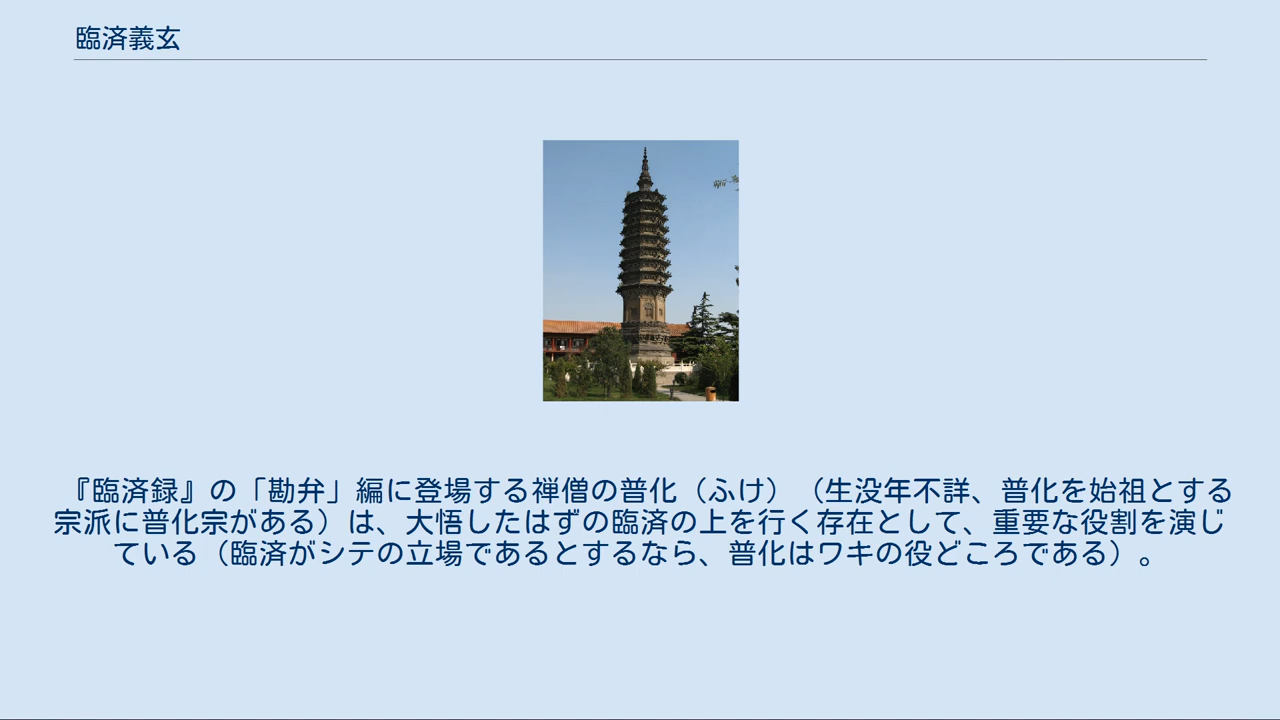 臨済義玄
『臨済録』の「勘弁」編に登場する禅僧の普化（ふけ）（生没年不詳、普化を始祖とする
宗派に普化宗がある）は、大悟したはずの臨済の上を行く存在として、重要な役割を演じ
ている（臨済がシテの立場であるとするなら、普化はワキの役どころである）。